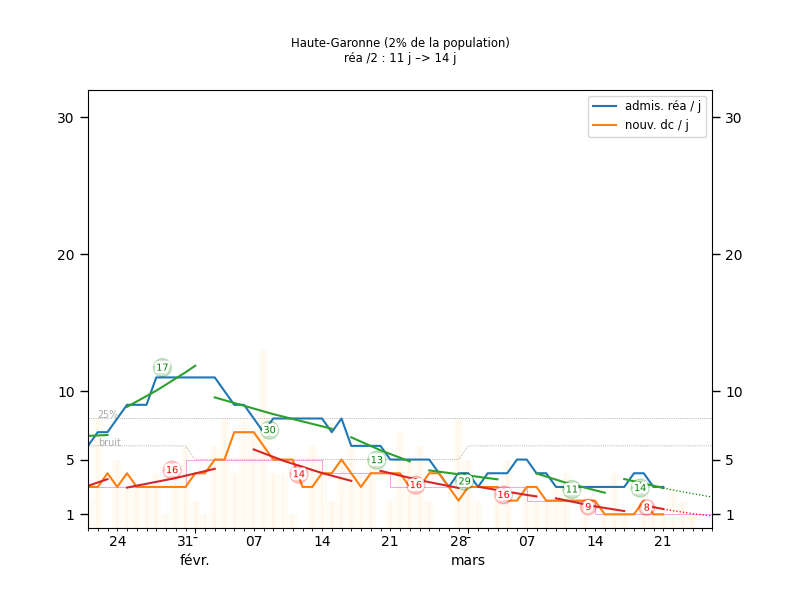 Haute-Garonne (2% de la population)
réa /2 : 11 j –> 14 j
admis. réa / j
nouv. dc / j
30 30
20 20
10 10
5 5
1 1
25%
bruit
17
30
16
14
13
16
29
16
11
9
14
8
24 31 07 14 21 28 07 14 21
févr. mars